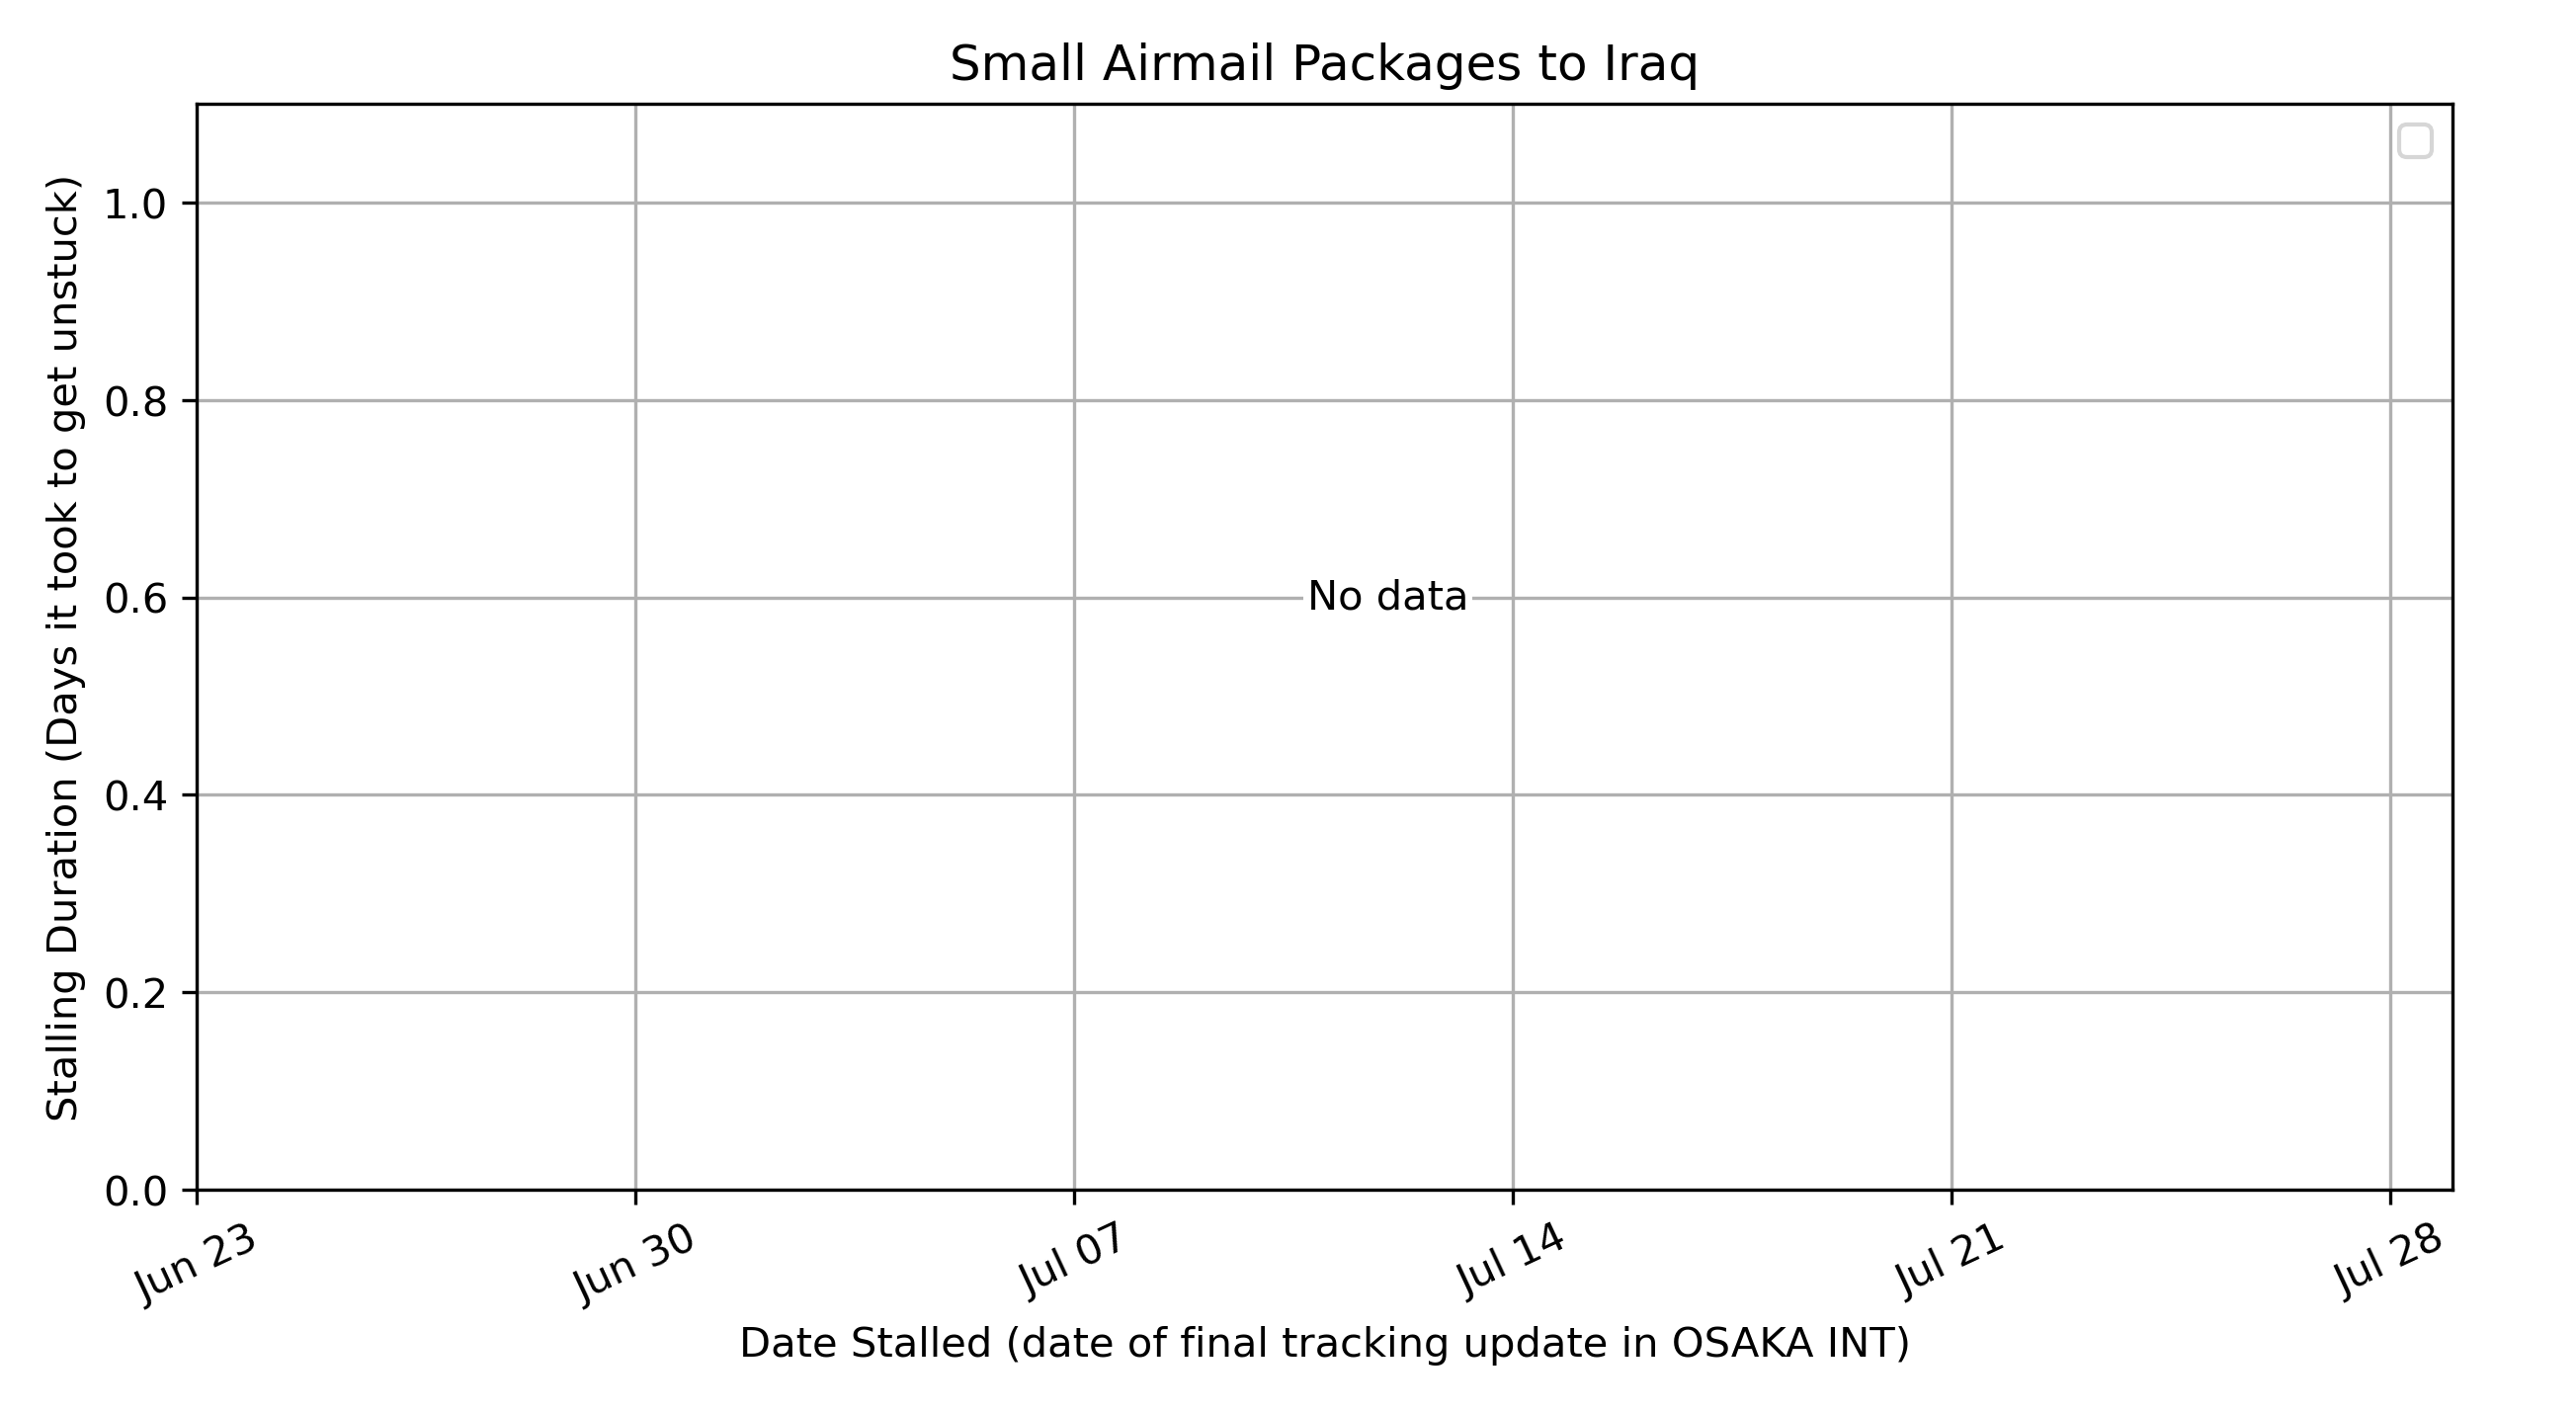 Small Airmail Packages to Iraq
Stalling Duration (Days it took to get unstuck)
1.0
0.8
0.6
0.4
0.2
0.0
No data
Jun 23
Jun 30
Jul 07
Jul 14
Jul 21
Jul 28
Date Stalled (date of final tracking update in OSAKA INT)